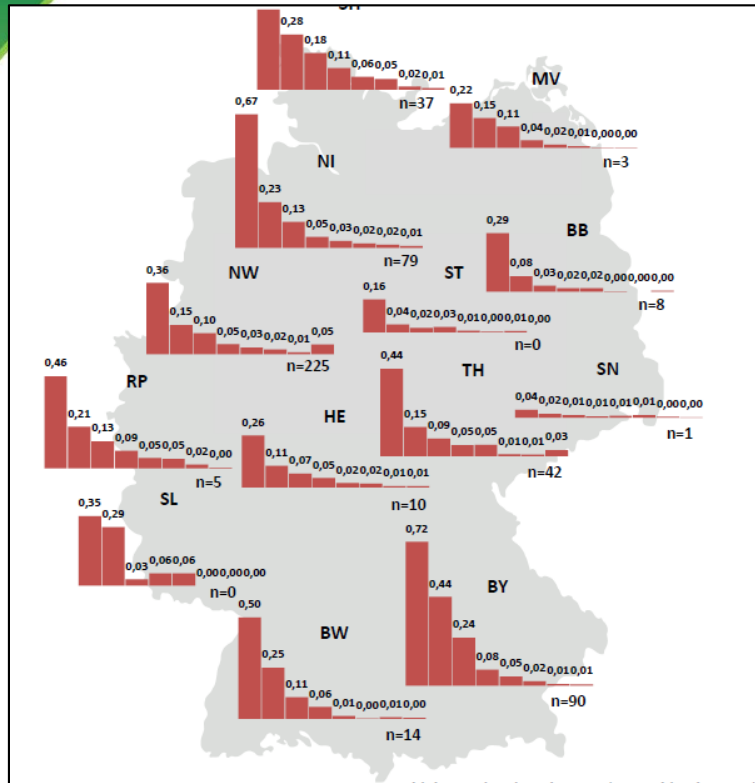 0,28
0,18
0,11
0,06 0,05
0,02 0,01
n=37
MV
0,22
0,15
0,11
0,04 0,02 0,01 0,00 0,00
n=3
0,67
NI
0,23
0,13
0,05 0,03 0,02 0,02 0,01
n=79
BB
0,29
0,08
0,03 0,02 0,02 0,00 0,00 0,00
n=8
NW
0,36
0,15
0,10
0,05 0,03 0,02 0,01 0,05
n=225
ST
0,16
0,04 0,02 0,03 0,01 0,00 0,01 0,00
n=0
RP
0,46
0,21
0,13
0,09
0,05 0,05
0,02 0,00
n=5
HE
0,26
0,11
0,07 0,05
0,02 0,02 0,01 0,01
n=10
TH
0,44
0,15
0,09
0,05 0,05
0,01 0,01 0,03
n=42
SN
0,04 0,02 0,01 0,01 0,01 0,01 0,00 0,00
n=1
SL
0,35
0,29
0,03 0,06 0,06
0,00 0,00 0,00
n=0
BY
0,72
0,44
0,24
0,08 0,05 0,02 0,01 0,01
n=90
BW
0,50
0,25
0,11
0,06
0,01 0,00 0,01 0,00
n=14